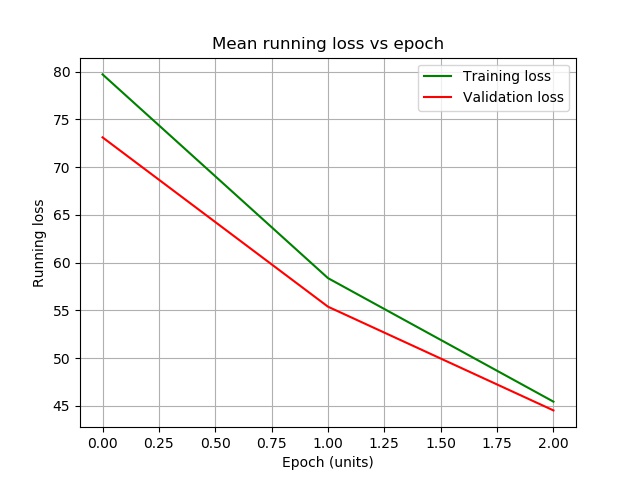 Mean running loss vs epoch
Training loss
Validation loss
80
75
70
65
60
55
50
45
Running loss
0.00 0.25 0.50 0.75 1.00 1.25 1.50 1.75 2.00
Epoch (units)